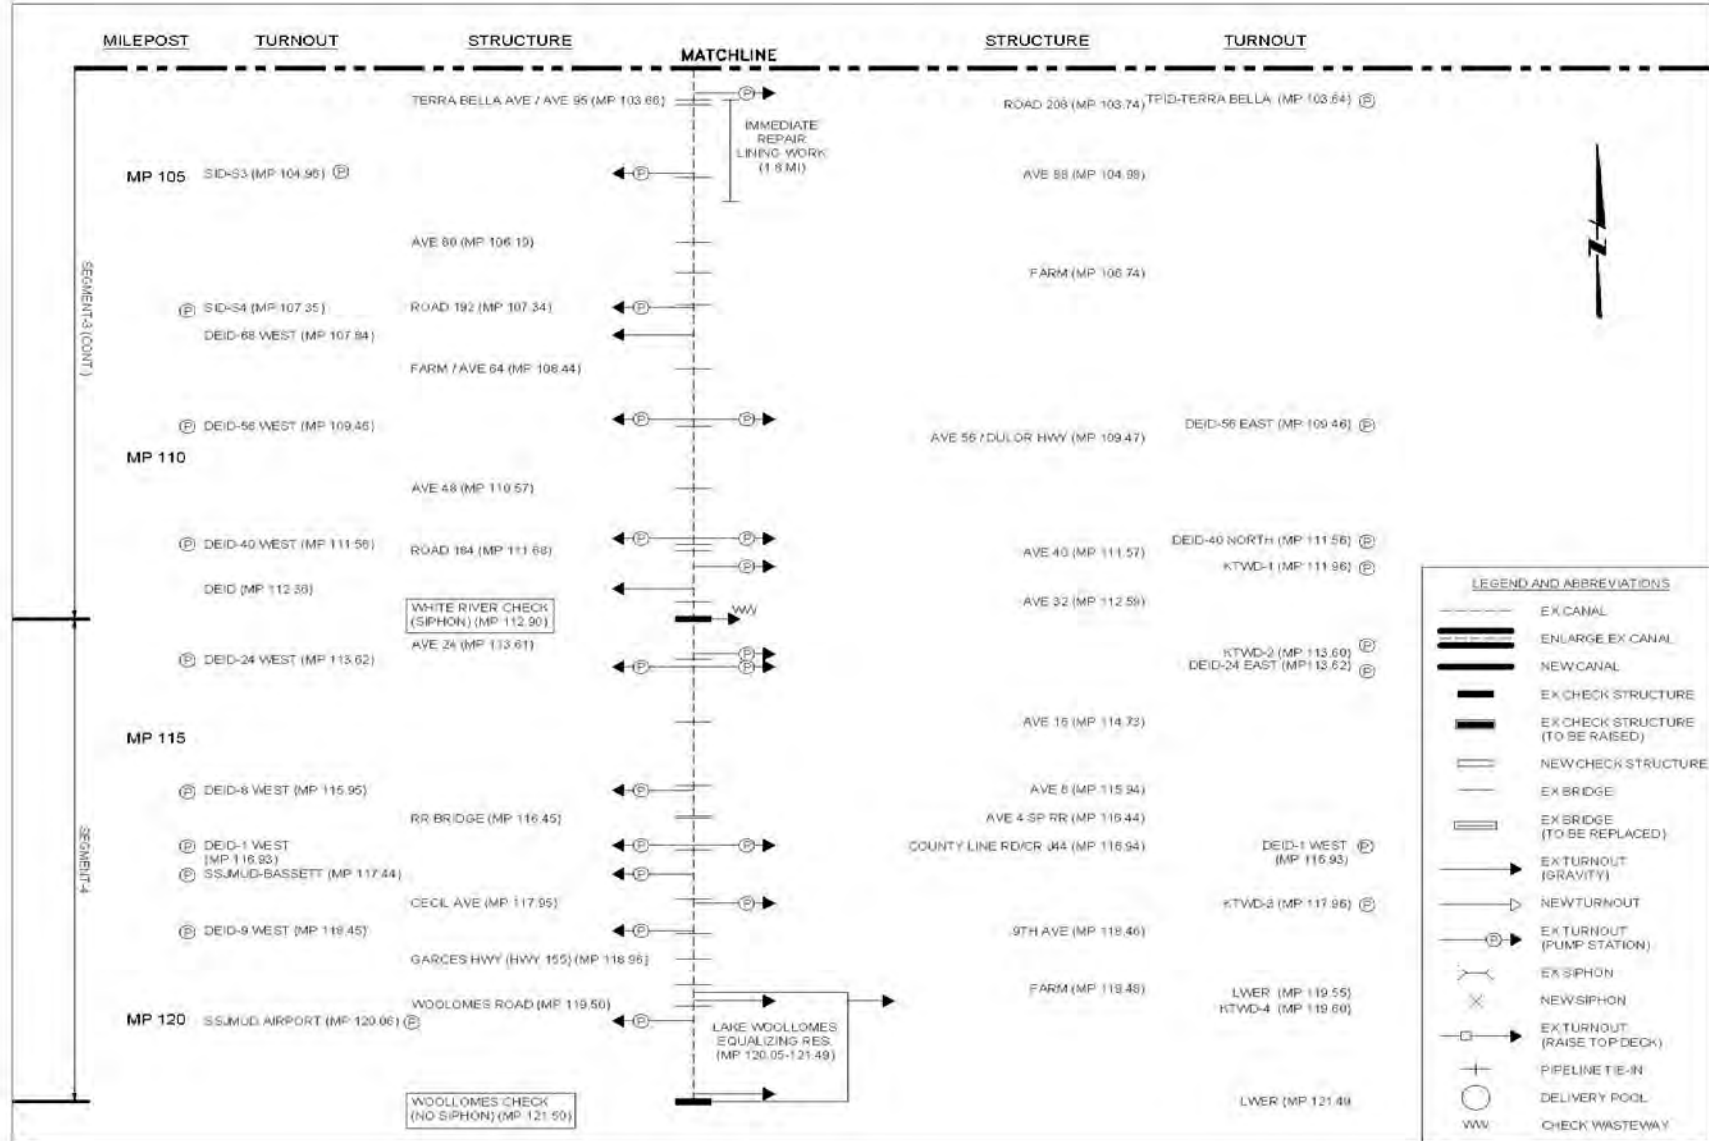 MILEPOST TURNOUT STRUCTURE STRUCTURE TURNOUT
MATCHLINE
TERRA BELLA AVE / AVE 95 (MP 103.66) P ROAD 208 (MP 103.74) TPID-TERRA BELLA (MP 103.64) P
IMMEDIATE
REPAIR
LINING WORK
(1.6 MI)
MP 105 SID-S3 (MP 104.96) P P AVE 88 (MP 104.98)
AVE 80 (MP 106.19)
FARM (MP 106.74)
SEGMENT-3 (CONT.)
P SID-S4 (MP 107.35) ROAD 192 (MP 107.34) P
DEID-68 WEST (MP 107.84)
FARM / AVE 64 (MP 108.44)
P DEID-56 WEST (MP 109.46) P P AVE 56 / DULOR HWY (MP 109.47) DEID-56 EAST (MP 109.46) P
MP 110
AVE 48 (MP 110.57)
P DEID-40 WEST (MP 111.56) ROAD 184 (MP 111.68) P P AVE 40 (MP 111.57) DEID-40 NORTH (MP 111.56) P
P KTWD-1 (MP 111.96) P
DEID (MP 112.36)
AVE 32 (MP 112.59)
WHITE RIVER CHECK
(SIPHON) (MP 112.90)
WW
AVE 24 (MP 113.61)
P KTWD-2 (MP 113.60) P
P DEID-24 WEST (MP 113.62) P P DEID-24 EAST (MP113.62) P
AVE 16 (MP 114.73)
MP 115
P DEID-8 WEST (MP 115.95) P AVE 8 (MP 115.94)
RR BRIDGE (MP 116.45) AVE 4 SP RR (MP 116.44)
SEGMENT-4
P DEID-1 WEST
(MP 116.93)
P P COUNTY LINE RD/CR J44 (MP 116.94) DEID-1 WEST P
(MP 116.93)
P SSJMUD-BASSETT (MP 117.44) P
CECIL AVE (MP 117.95) P KTWD-3 (MP 117.96) P
P DEID-9 WEST (MP 118.45) P 9TH AVE (MP 118.46)
GARCES HWY (HWY 155) (MP 118.96)
FARM (MP 119.48) LWER (MP 119.55)
WOOLOMES ROAD (MP 119.50) KTWD-4 (MP 119.60)
MP 120 SSJMUD AIRPORT (MP 120.06) P P
LAKE WOOLLOMES
EQUALIZING RES.
(MP 120.05-121.49)
WOOLLOMES CHECK
(NO SIPHON) (MP 121.50)
LWER (MP 121.49
LEGEND AND ABBREVIATIONS
EX CANAL
ENLARGE EX CANAL
NEW CANAL
EX CHECK STRUCTURE
EX CHECK STRUCTURE
(TO BE RAISED)
NEW CHECK STRUCTURE
EX BRIDGE
EX BRIDGE
(TO BE REPLACED)
EX TURNOUT
(GRAVITY)
NEW TURNOUT
P EX TURNOUT
(PUMP STATION)
EX SIPHON
NEW SIPHON
EX TURNOUT
(RAISE TOP DECK)
PIPELINE TIE-IN
DELIVERY POOL
WW CHECK WASTEWAY